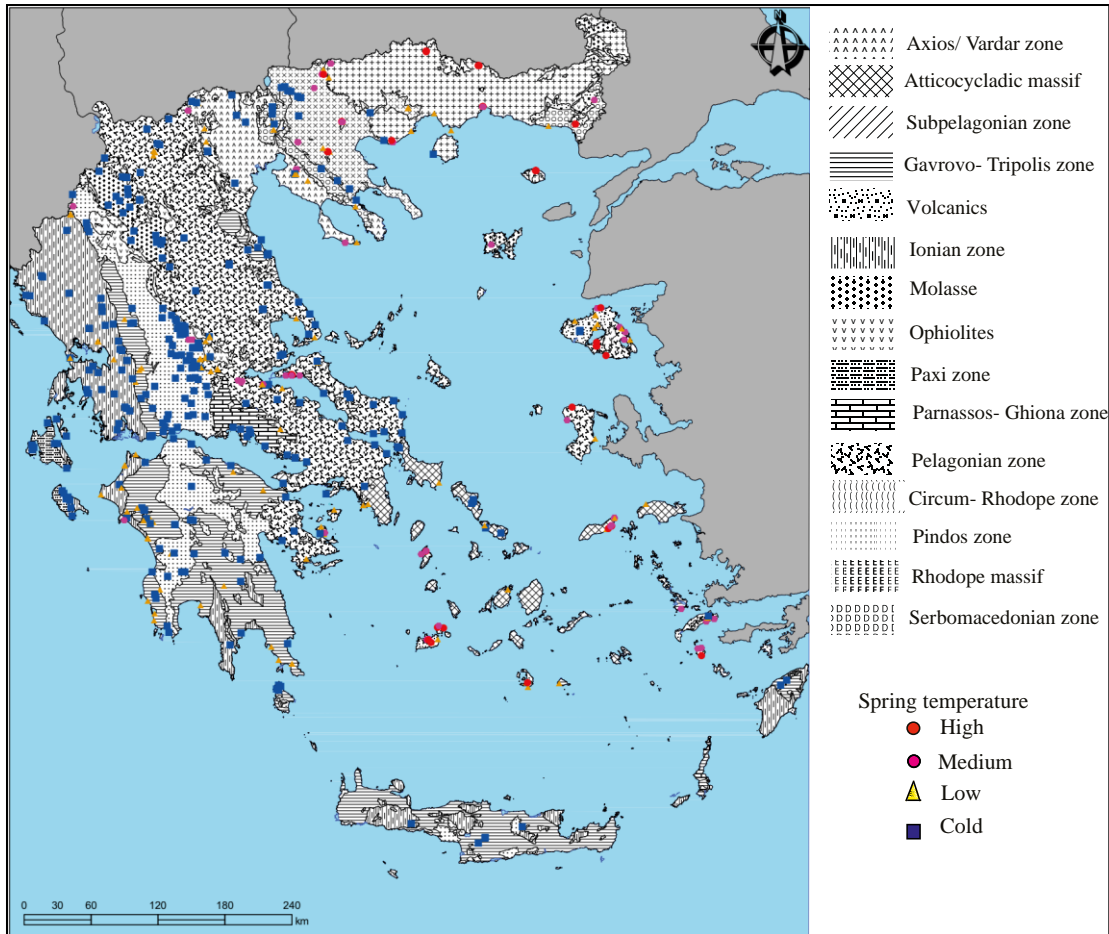 Axios/ Vardar zone
Atticocycladic massif
Subpelagonian zone
Gavrovo- Tripolis zone
Volcanics
Ionian zone
Molasse
Ophiolites
Paxi zone
Parnassos- Ghiona zone
Pelagonian zone
Circum- Rhodope zone
Pindos zone
Rhodope massif
Serbomacedonian zone
Spring temperature
High
Medium
Low
Cold
0 30 60 120 180 240
km